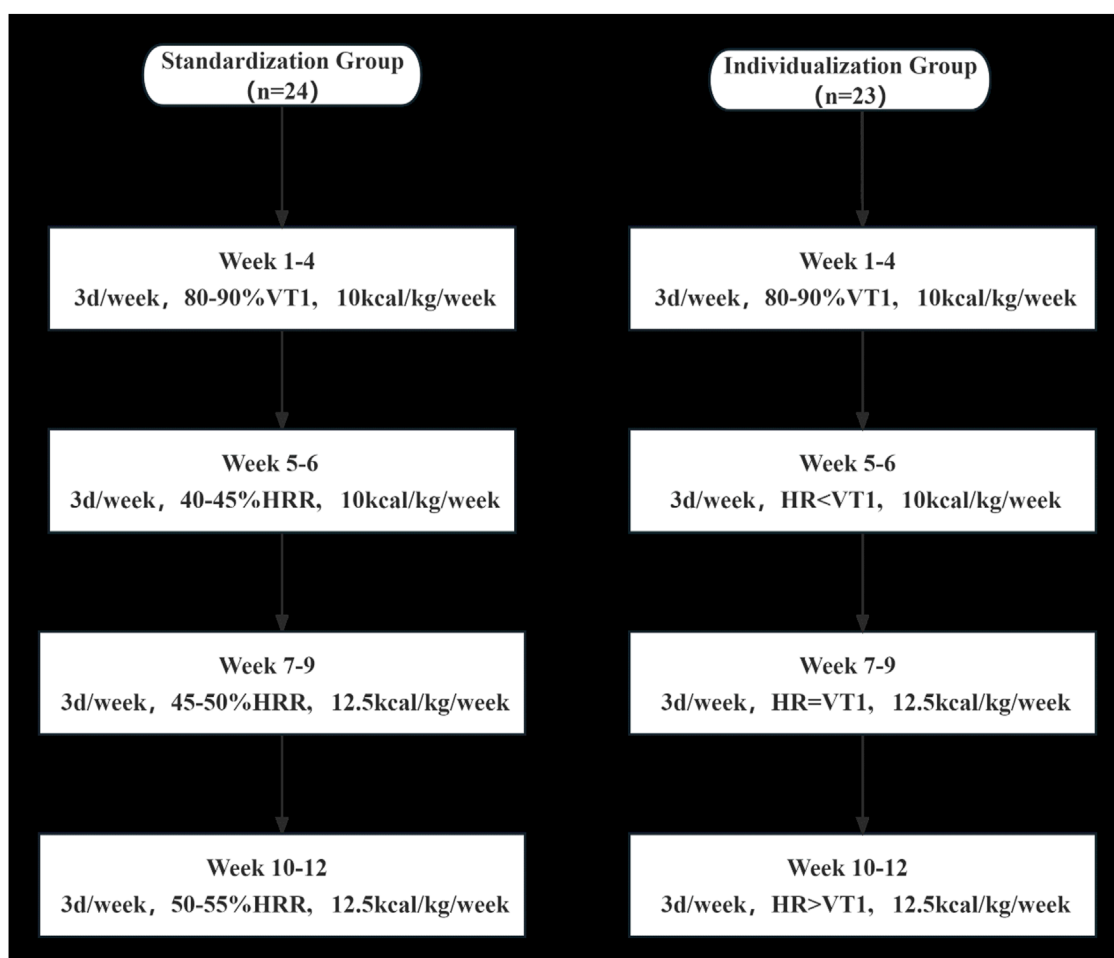 Standardization Group
（n=24）
Week 1-4
3d/week，80-90%VT1， 10kcal/kg/week
Week 5-6
3d/week，40-45%HRR， 10kcal/kg/week
Week 7-9
3d/week，45-50%HRR， 12.5kcal/kg/week
Week 10-12
3d/week，50-55%HRR， 12.5kcal/kg/week
Individualization Group
（n=23）
Week 1-4
3d/week，80-90%VT1， 10kcal/kg/week
Week 5-6
3d/week，HR<VT1， 10kcal/kg/week
Week 7-9
3d/week，HR=VT1， 12.5kcal/kg/week
Week 10-12
3d/week，HR>VT1， 12.5kcal/kg/week